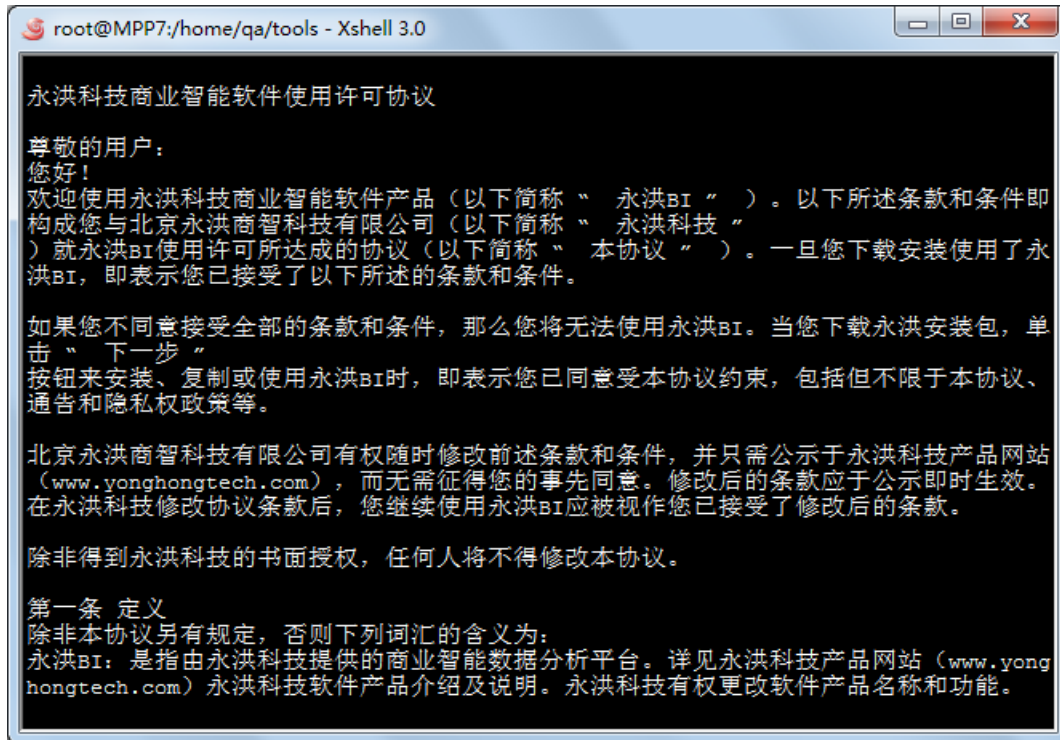 root@MPP7:/home/qa/tools - Xshell 3.0
永洪科技商业智能软件使用许可协议
尊敬的用户：
您好！
欢迎使用永洪科技商业智能软件产品（以下简称 “ 永洪BI ” ）。以下所述条款和条件即
构成您与北京永洪商智科技有限公司（以下简称 “ 永洪科技 ”
）就永洪BI使用许可所达成的协议（以下简称 “ 本协议 ” ）。一旦您下载安装使用了永
洪BI，即表示您已接受了以下所述的条款和条件。
如果您不同意接受全部的条款和条件，那么您将无法使用永洪BI。当您下载永洪安装包，单
击 “ 下一步 ”
按钮来安装、复制或使用永洪BI时，即表示您已同意受本协议约束，包括但不限于本协议、
通告和隐私权政策等。
北京永洪商智科技有限公司有权随时修改前述条款和条件，并只需公示于永洪科技产品网站
（www.yonghongtech.com），而无需征得您的事先同意。修改后的条款应于公示即时生效。
在永洪科技修改协议条款后，您继续使用永洪BI应被视作您已接受了修改后的条款。
除非得到永洪科技的书面授权，任何人将不得修改本协议。
第一条 定义
除非本协议另有规定，否则下列词汇的含义为：
永洪BI：是指由永洪科技提供的商业智能数据分析平台。详见永洪科技产品网站（www.yong
hongtech.com）永洪科技软件产品介绍及说明。永洪科技有权更改软件产品名称和功能。